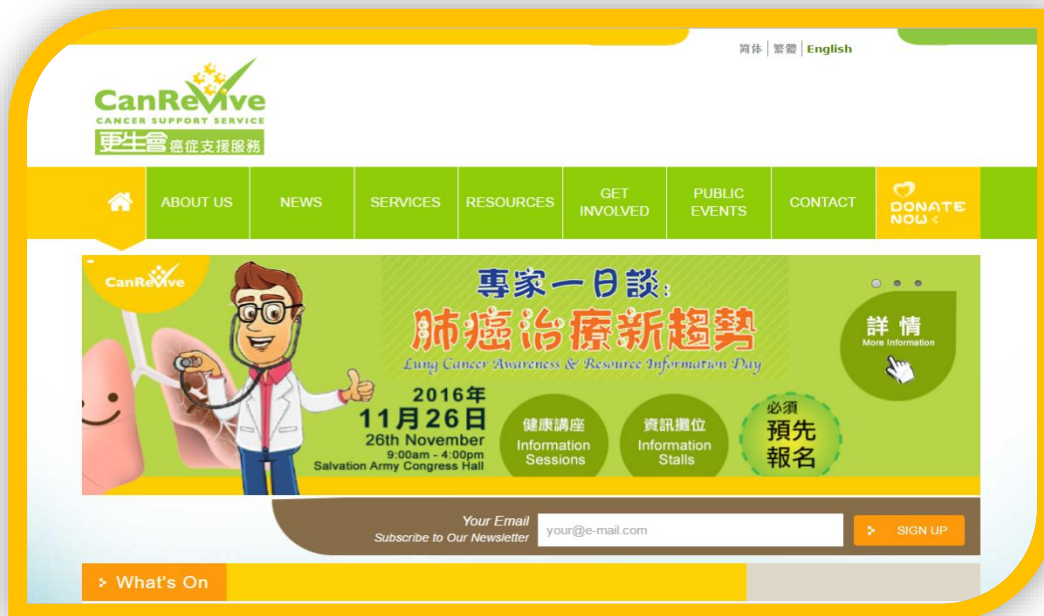 简体 繁體 English
CanRevive
CANCER SUPPORT SERVICE
更生會癌症支援服務
ABOUT US
NEWS
SERVICES
RESOURCES
GET
INVOLVED
PUBLIC
EVENTS
CONTACT
DONATE
NOW
CanRevive
專家一日談:
肺癌治療新趨勢
Lung Cancer Awareness & Resource Information Day
2016年
11月26日
26th November
9:00am - 4:00pm
Salvation Army Congress Hall
健康講座
Information
Sessions
資訊攤位
Information
Stalls
必須
預先
報名
詳情
More Information
Your Email
Subscribe to Our Newsletter
your@e-mail.com
SIGN UP
What's On